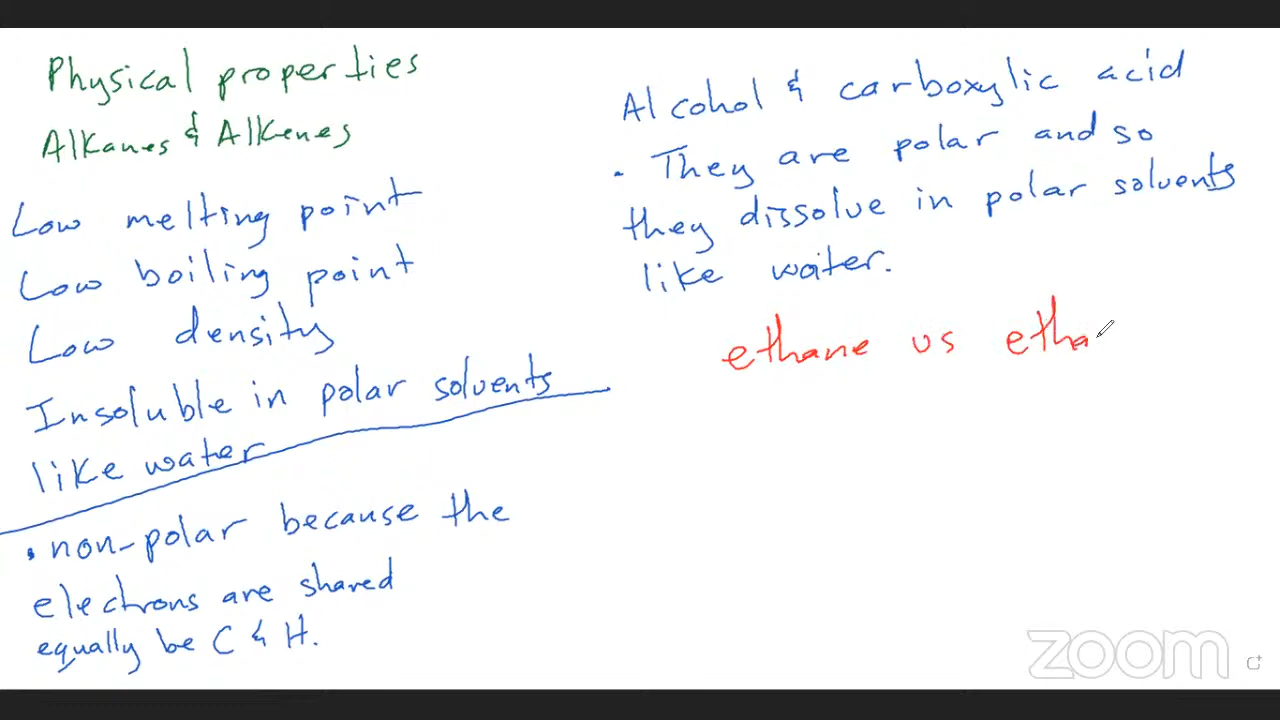 Physical properties
Alkanes & Alkenes
Low melting point
Low boiling point
Low density
Insoluble in polar solvents
like water
• non-polar because the
electrons are shared
equally be C & H.
Alcohol & carboxylic acid
• They are polar and so
they dissolve in polar solvents
like water.
ethane vs etha
zoom